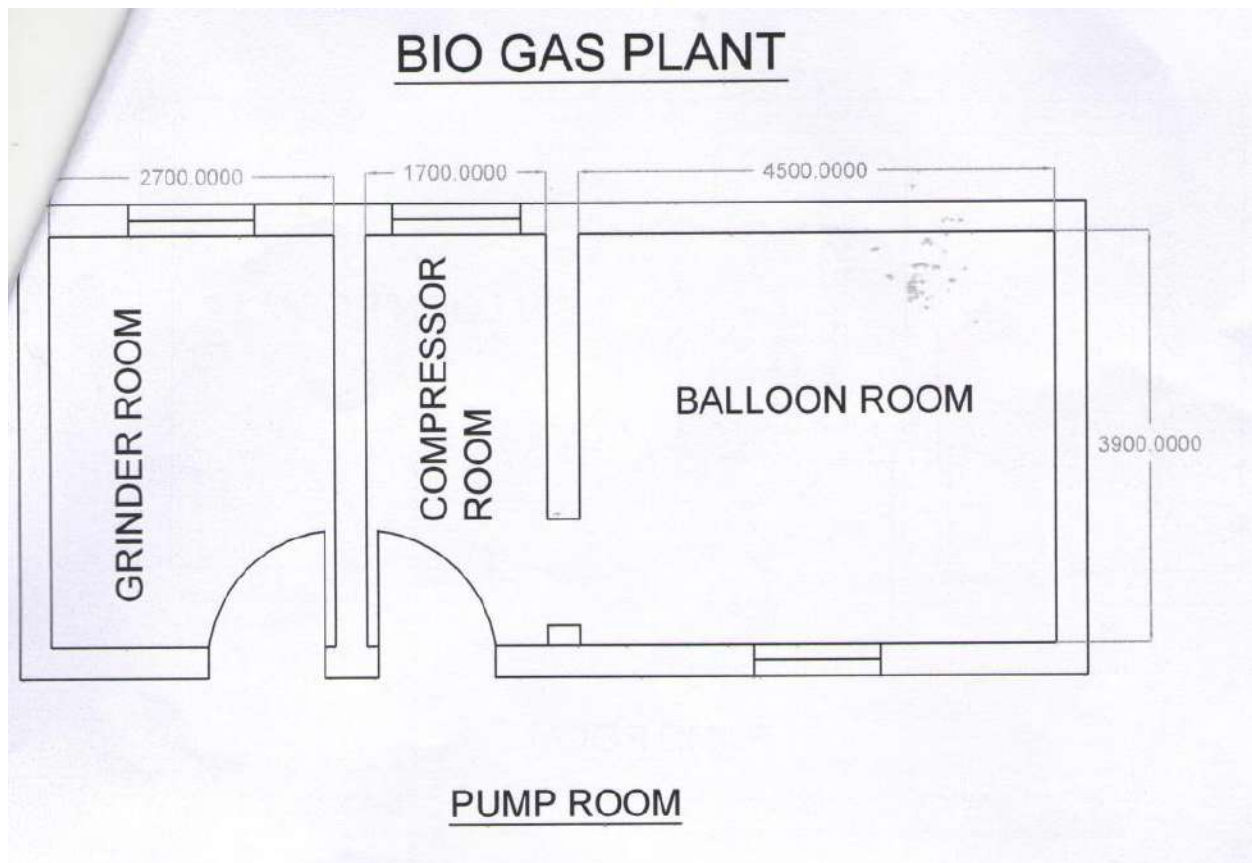 BIO GAS PLANT
2700.0000
1700.0000
4500.0000
GRINDER ROOM
COMPRESSOR
ROOM
BALLOON ROOM
3900.0000
PUMP ROOM